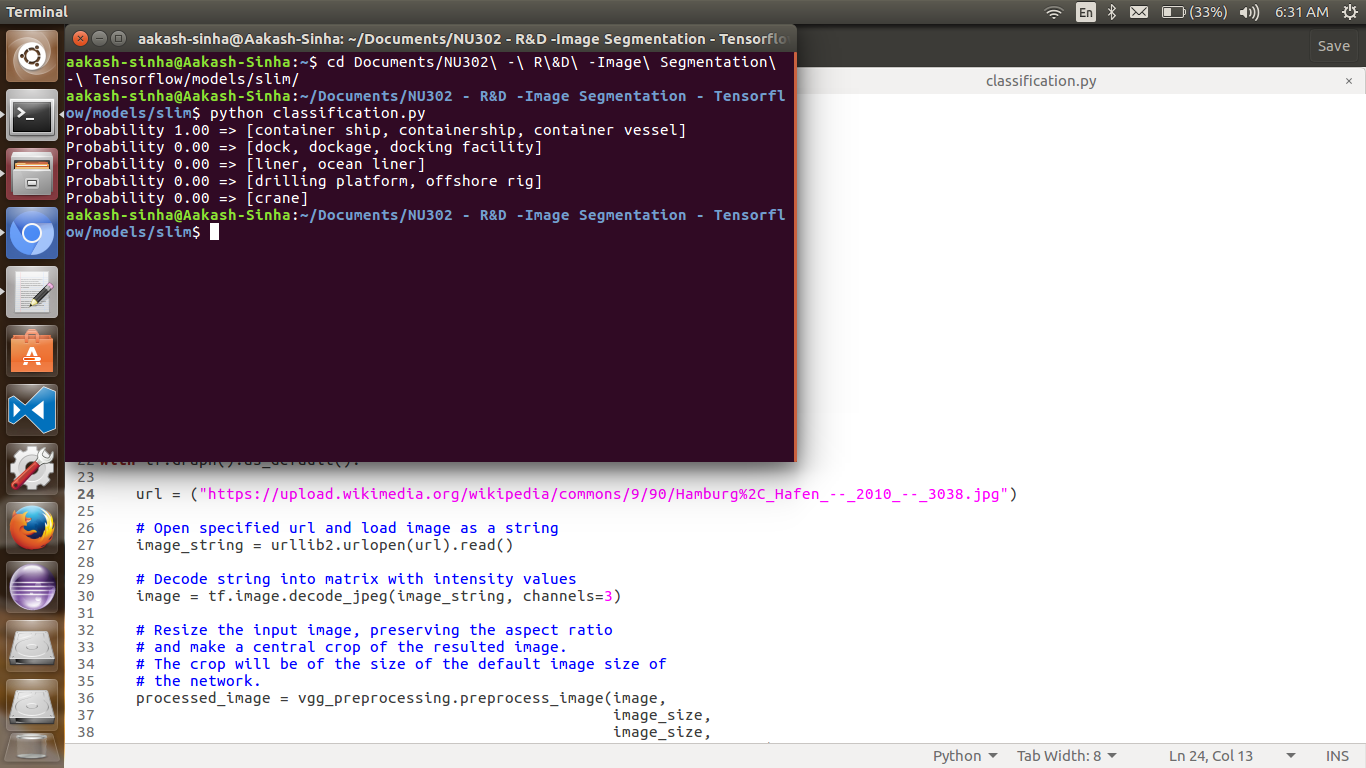 Terminal
En
(33%)
6:31 AM
aakash-sinha@Aakash-Sinha: ~/Documents/NU302 - R&D -Image Segmentation - Tensorflo
Save
aakash-sinha@Aakash-Sinha:~$ cd Documents/NU302\ -\ R\&D\ -Image\ Segmentation\
-\ Tensorflow/models/slim/
aakash-sinha@Aakash-Sinha:~/Documents/NU302 - R&D -Image Segmentation - Tensorfl
ow/models/slim$ python classification.py
Probability 1.00 => [container ship, containership, container vessel]
Probability 0.00 => [dock, dockage, docking facility]
Probability 0.00 => [liner, ocean liner]
Probability 0.00 => [drilling platform, offshore rig]
Probability 0.00 => [crane]
aakash-sinha@Aakash-Sinha:~/Documents/NU302 - R&D -Image Segmentation - Tensorfl
ow/models/slim$
classification.py ×
22 with tf.Graph().as_default():
23
24 url = ("https://upload.wikimedia.org/wikipedia/commons/9/90/Hamburg%2C_Hafen_--_2010_--_3038.jpg")
25
26 # Open specified url and load image as a string
27 image_string = urllib2.urlopen(url).read()
28
29 # Decode string into matrix with intensity values
30 image = tf.image.decode_jpeg(image_string, channels=3)
31
32 # Resize the input image, preserving the aspect ratio
33 # and make a central crop of the resulted image.
34 # The crop will be of the size of the default image size of
35 # the network.
36 processed_image = vgg_preprocessing.preprocess_image(image,
37 image_size,
38 image_size,
Python Tab Width: 8 Ln 24, Col 13 INS